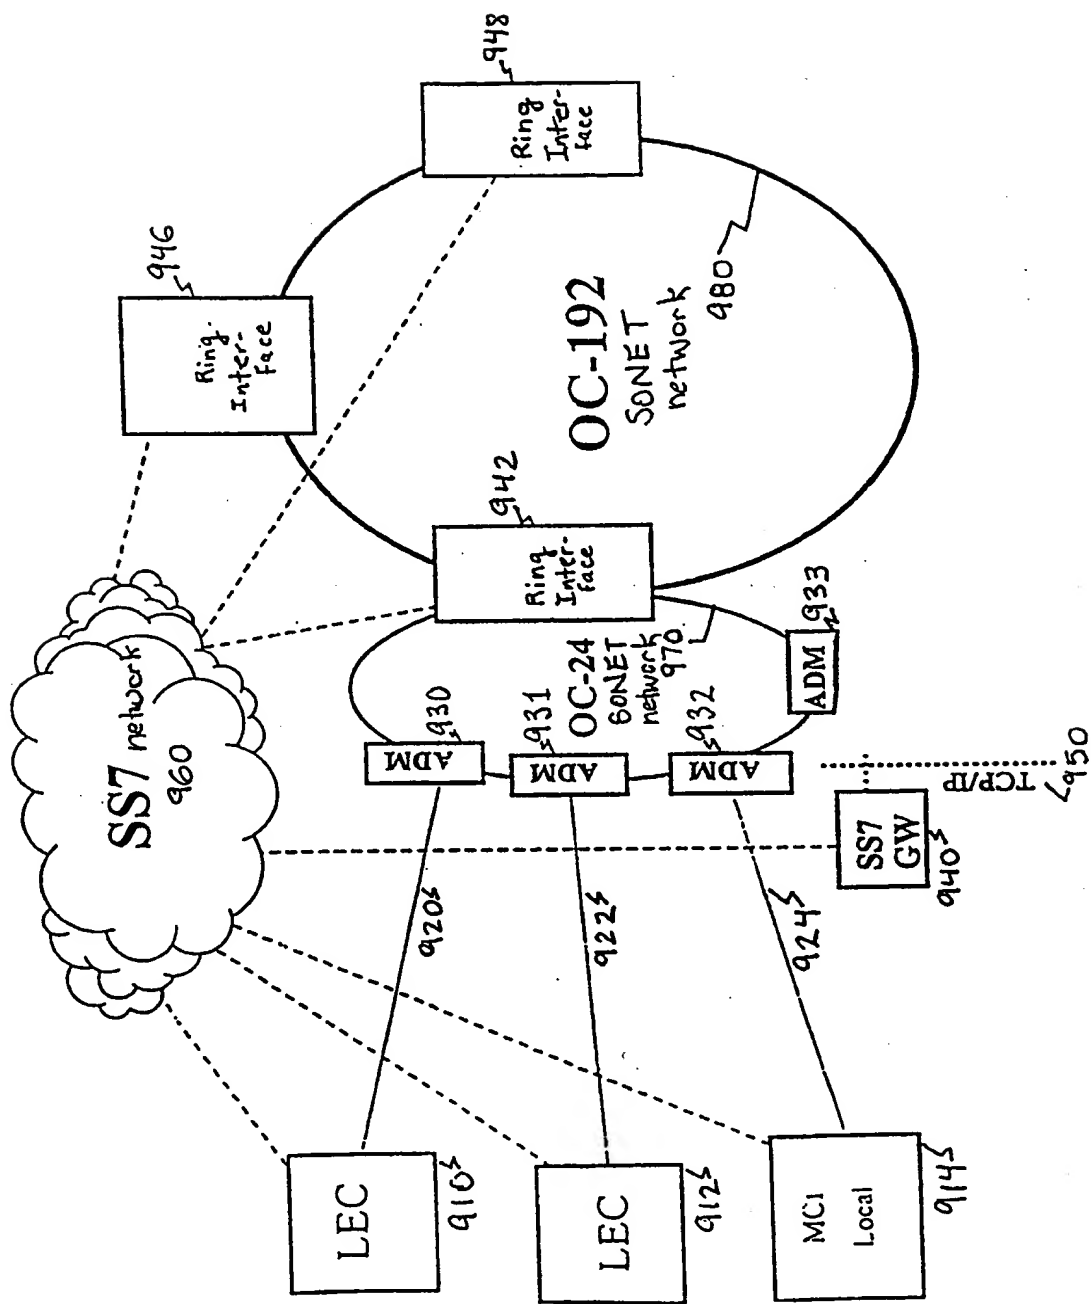 SS7 network
960
Ring
Inter-
Face
946
Ring
Inter-
face
948
Ring
Inter-
Face
942
OC-192
SONET
network
980
OC-24
SONET
network
970
ADM
930
ADM
931
ADM
932
ADM
933
920
922
924
LEC
910
LEC
912
MCI
Local
914
SS7
GW
940
TCP/IP
950